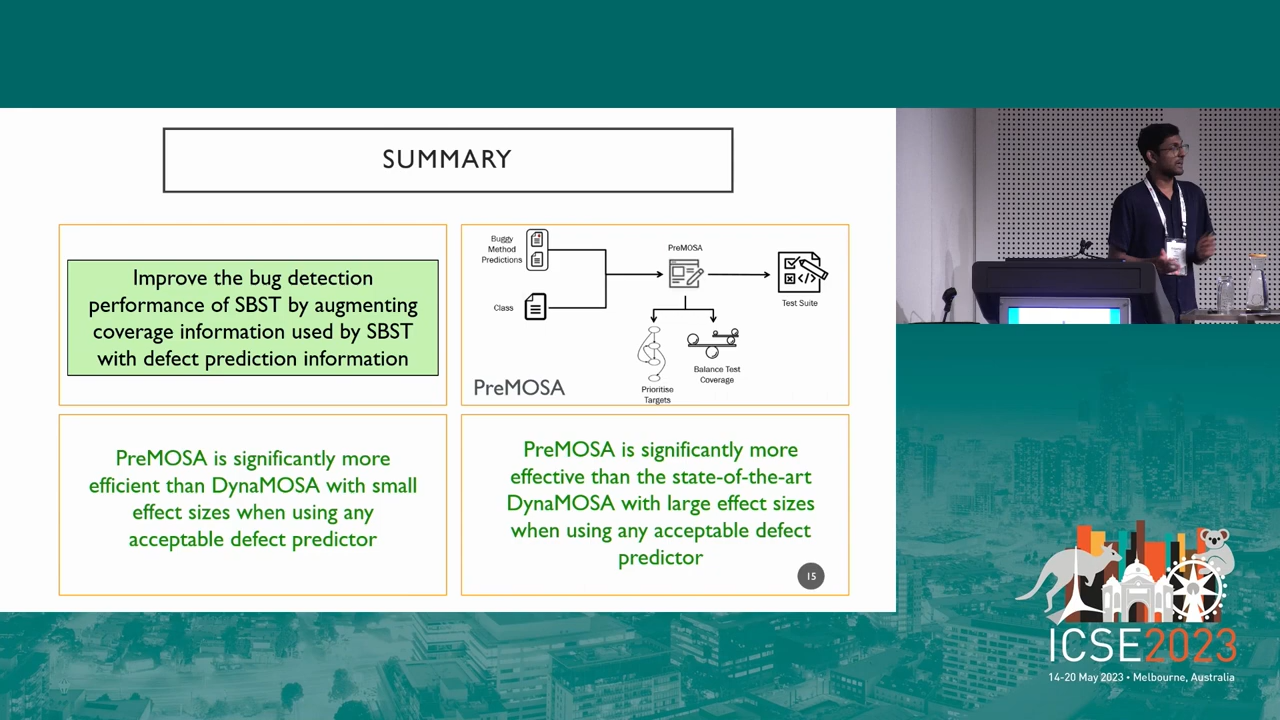 SUMMARY
Improve the bug detection
performance of SBST by augmenting
coverage information used by SBST
with defect prediction information
Buggy
Method
Predictions
Class
PreMOSA
Test Suite
Prioritise
Targets
Balance Test
Coverage
PreMOSA
PreMOSA is significantly more
efficient than DynaMOSA with small
effect sizes when using any
acceptable defect predictor
PreMOSA is significantly more
effective than the state-of-the-art
DynaMOSA with large effect sizes
when using any acceptable defect
predictor
15
ICSE2023
14-20 May 2023 • Melbourne, Australia